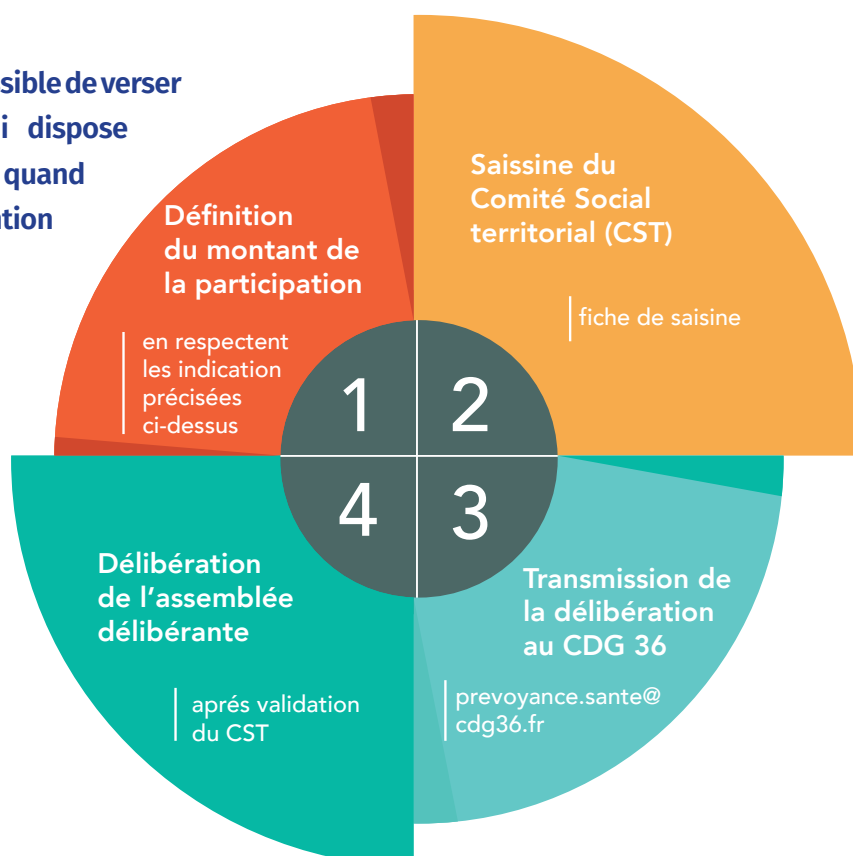 sible de verser
i dispose
quand
tion
Définition
du montant de
la participation
en respectent
les indication
précisées
ci-dessus
1
Saissine du
Comité Social
territorial (CST)
fiche de saisine
2
4
Délibération
de l'assemblée
délibérante
aprés validation
du CST
3
Transmission de
la délibération
au CDG 36
prevoyance.sante@
cdg36.fr